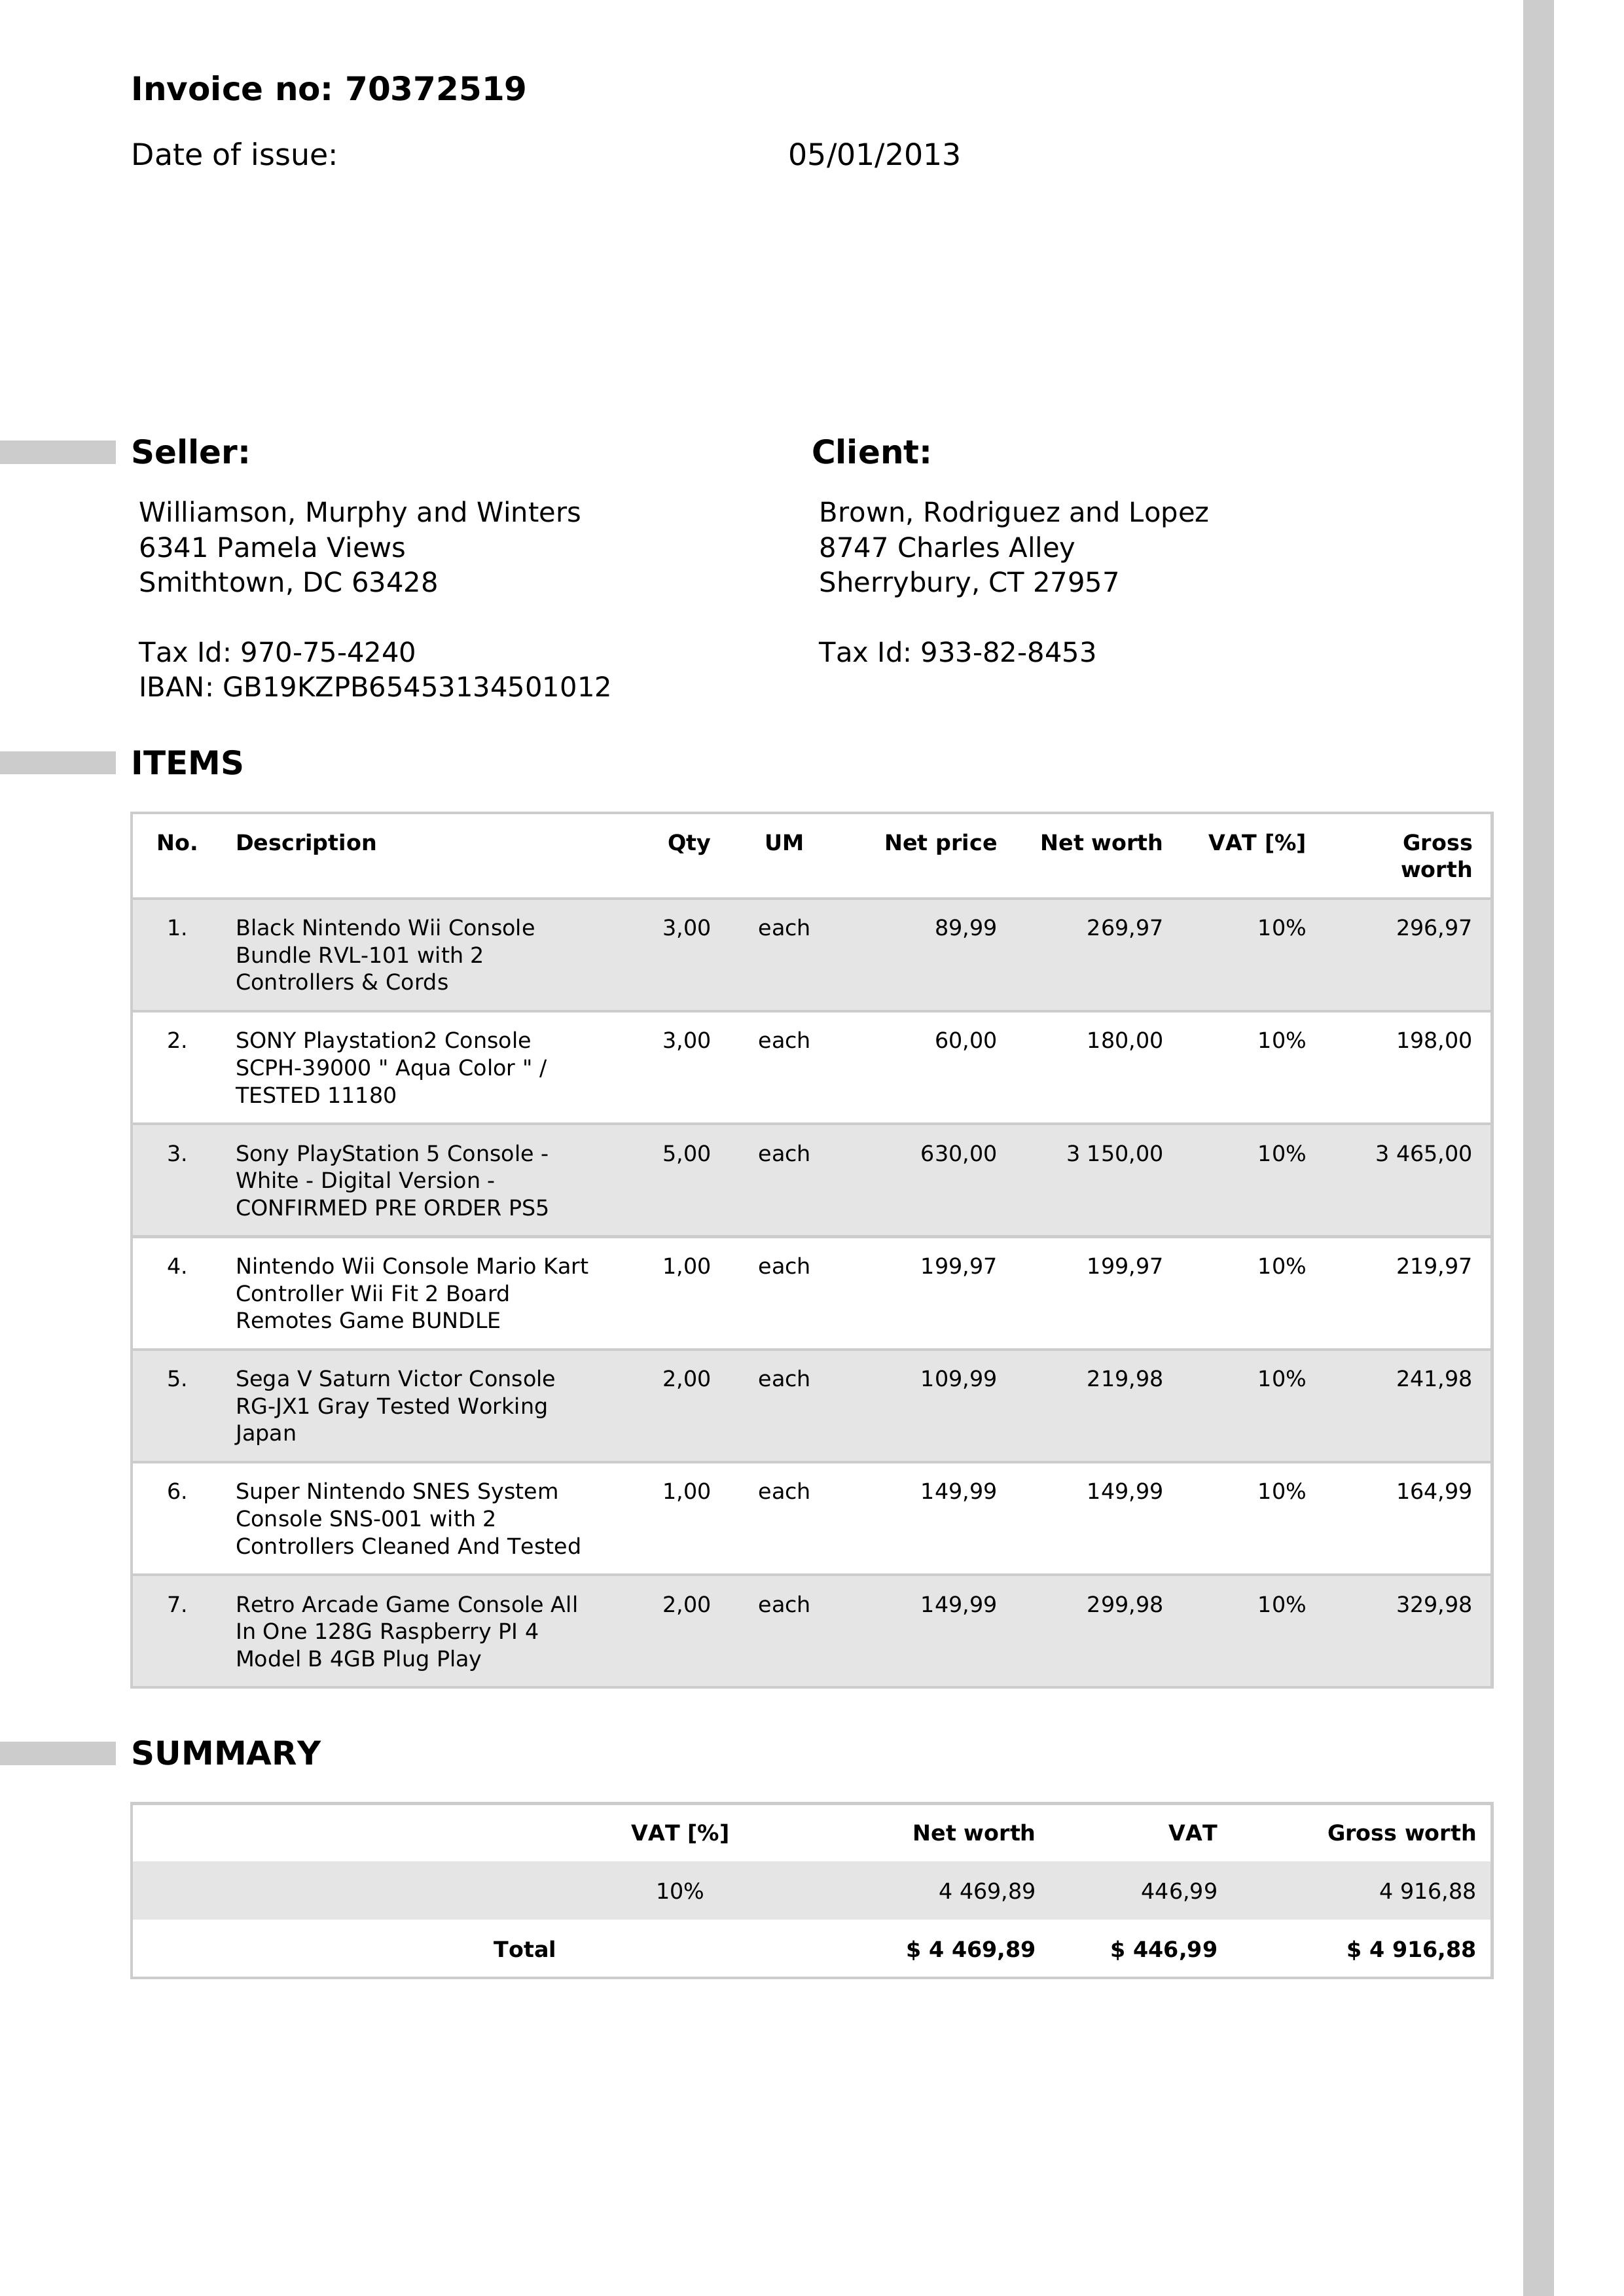 Invoice no: 70372519
Date of issue: 05/01/2013
Seller:
Williamson, Murphy and Winters
6341 Pamela Views
Smithtown, DC 63428
Tax Id: 970-75-4240
IBAN: GB19KZPB65453134501012
Client:
Brown, Rodriguez and Lopez
8747 Charles Alley
Sherrybury, CT 27957
Tax Id: 933-82-8453
ITEMS
No. Description Qty UM Net price Net worth VAT [%] Gross
worth
1. Black Nintendo Wii Console 3,00 each 89,99 269,97 10% 296,97
Bundle RVL-101 with 2
Controllers & Cords
2. SONY Playstation2 Console 3,00 each 60,00 180,00 10% 198,00
SCPH-39000 " Aqua Color " /
TESTED 11180
3. Sony PlayStation 5 Console - 5,00 each 630,00 3 150,00 10% 3 465,00
White - Digital Version -
CONFIRMED PRE ORDER PS5
4. Nintendo Wii Console Mario Kart 1,00 each 199,97 199,97 10% 219,97
Controller Wii Fit 2 Board
Remotes Game BUNDLE
5. Sega V Saturn Victor Console 2,00 each 109,99 219,98 10% 241,98
RG-JX1 Gray Tested Working
Japan
6. Super Nintendo SNES System 1,00 each 149,99 149,99 10% 164,99
Console SNS-001 with 2
Controllers Cleaned And Tested
7. Retro Arcade Game Console All 2,00 each 149,99 299,98 10% 329,98
In One 128G Raspberry PI 4
Model B 4GB Plug Play
SUMMARY
VAT [%] Net worth VAT Gross worth
10% 4 469,89 446,99 4 916,88
Total $ 4 469,89 $ 446,99 $ 4 916,88